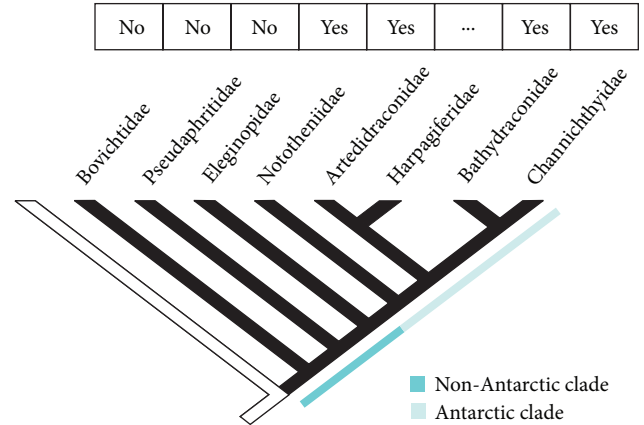 No No No Yes Yes ... Yes Yes
Bovichtidae
Pseudaphritidae
Eleginopidae
Nototheniidae
Artedidraconidae
Harpagiferidae
Bathydraconidae
Channichthyidae
Non-Antarctic clade
Antarctic clade